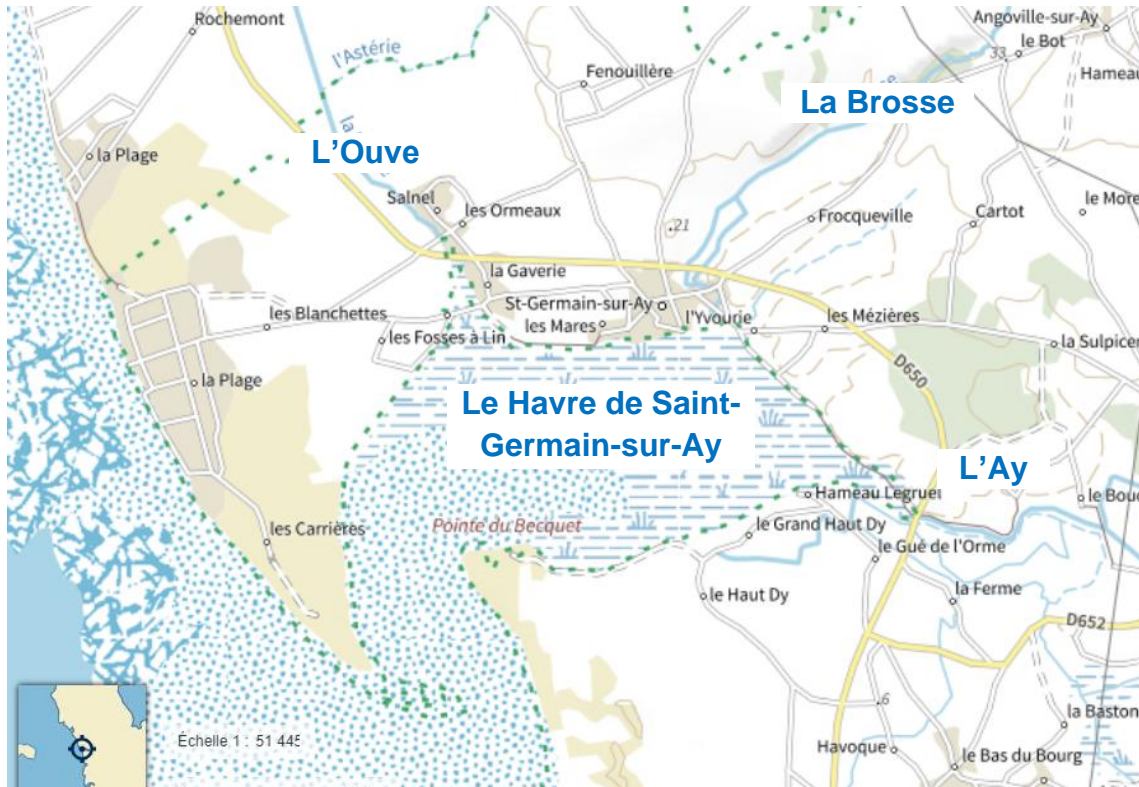 Rochemont
Angoville-sur-Ay
le Bot
33
l'Astérie
Fenouillère
Hameau
La Brosse
la
L'Ouve
la Plage
Salnel
les Ormeaux
Frocqueville
Cartot
le More
.21
la Gaverie
St-Germain-sur-Ay
les Blanchettes
les Mares
l'Yvourie
les Mézières
les Fosses à Lin
la Sulpicer
D650
la Plage
Le Havre de Saint-
Germain-sur-Ay
L'Ay
Hameau Legruel
le Bouc
les Carrières
Pointe du Becquet
le Grand Haut Dy
le Gué de l'Orme
le Haut Dy
la Ferme
D652
.6
la Baston
Échelle 1 : 51 445
Havoque
le Bas du Bourg